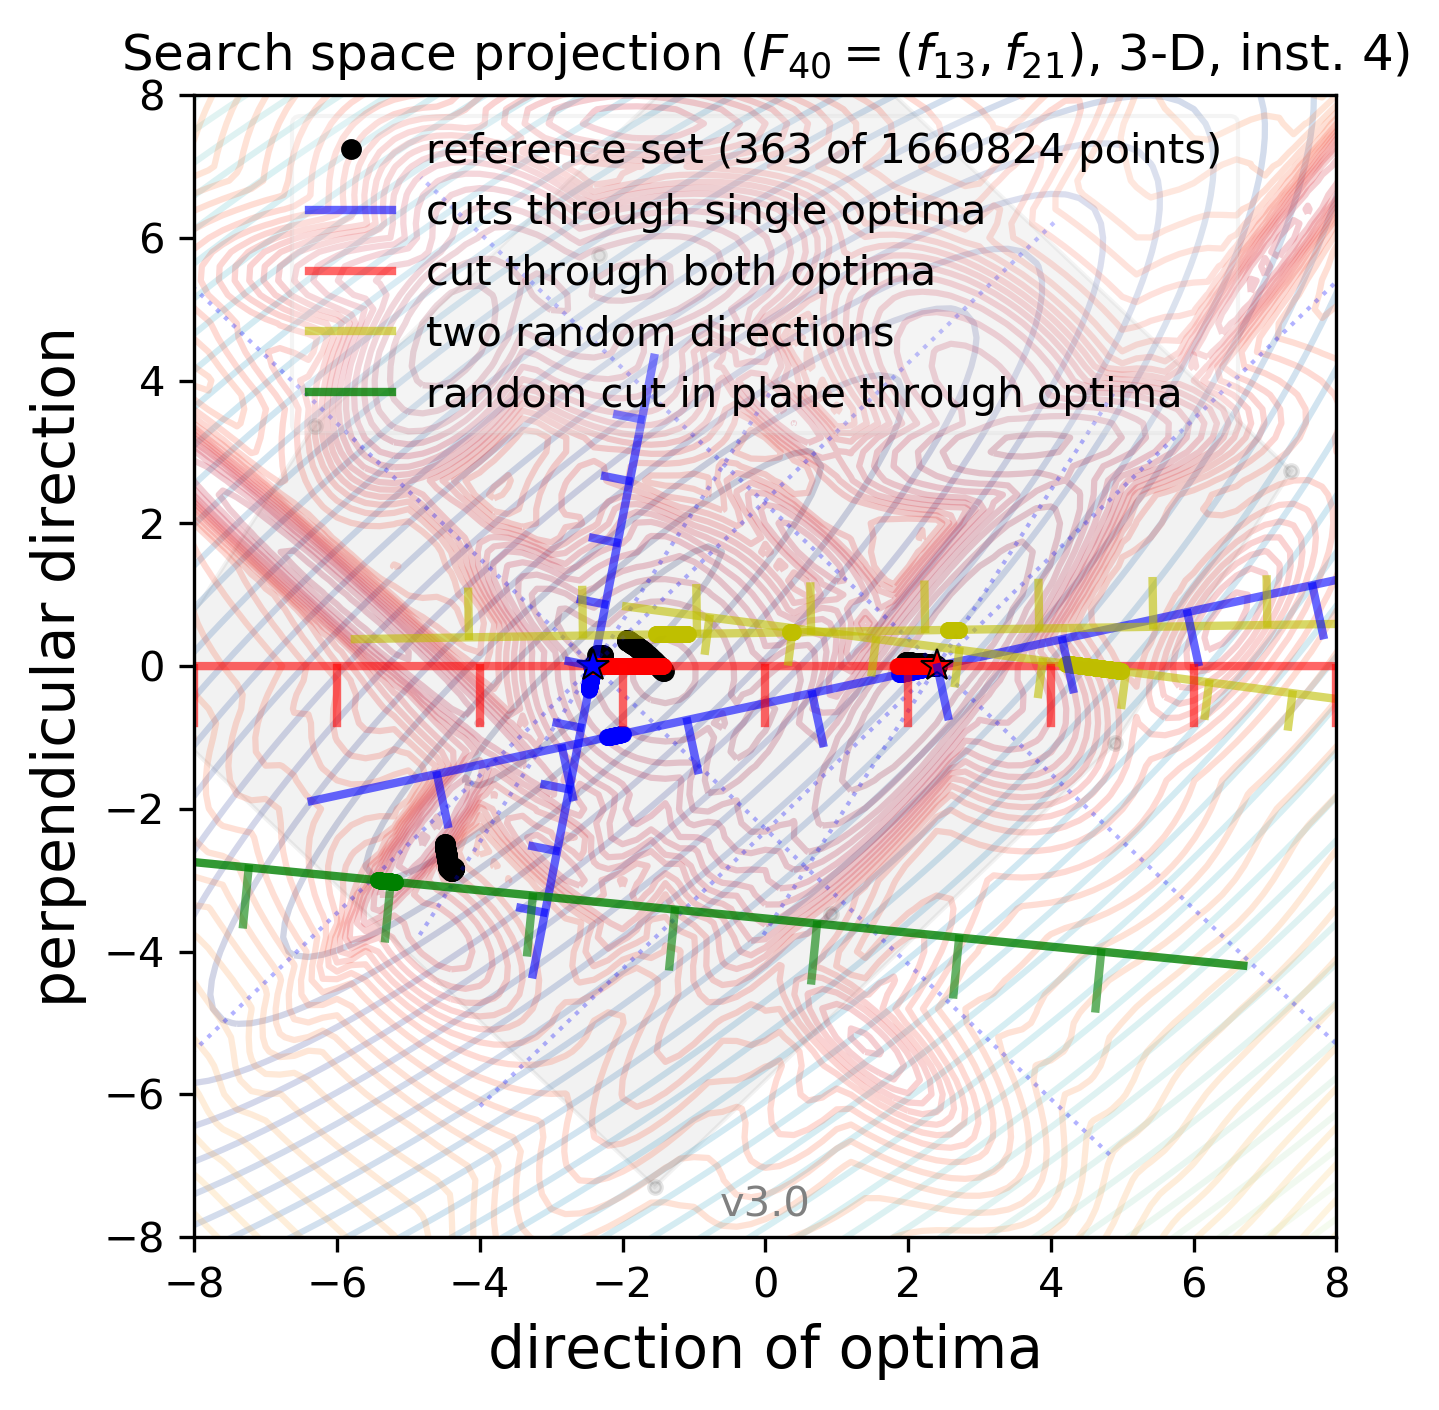 Search space projection (F40 = (f13, f21), 3-D, inst. 4)
8
6
4
2
0
−2
−4
−6
−8
perpendicular direction
reference set (363 of 1660824 points)
cuts through single optima
cut through both optima
two random directions
random cut in plane through optima
v3.0
−8 −6 −4 −2 0 2 4 6 8
direction of optima